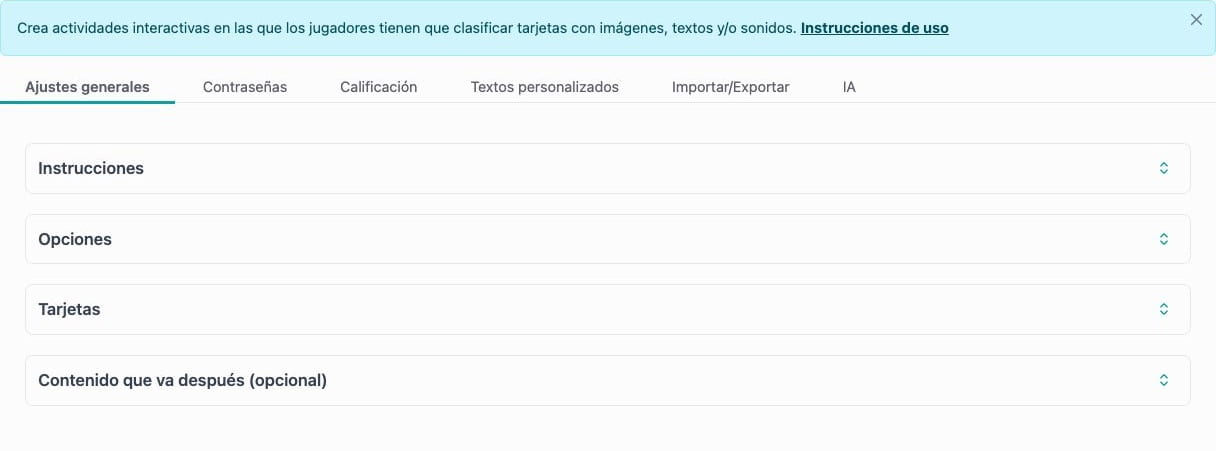 Crea actividades interactivas en las que los jugadores tienen que clasificar tarjetas con imágenes, textos y/o sonidos. Instrucciones de uso
Ajustes generales Contraseñas Calificación Textos personalizados Importar/Exportar IA
Instrucciones
Opciones
Tarjetas
Contenido que va después (opcional)